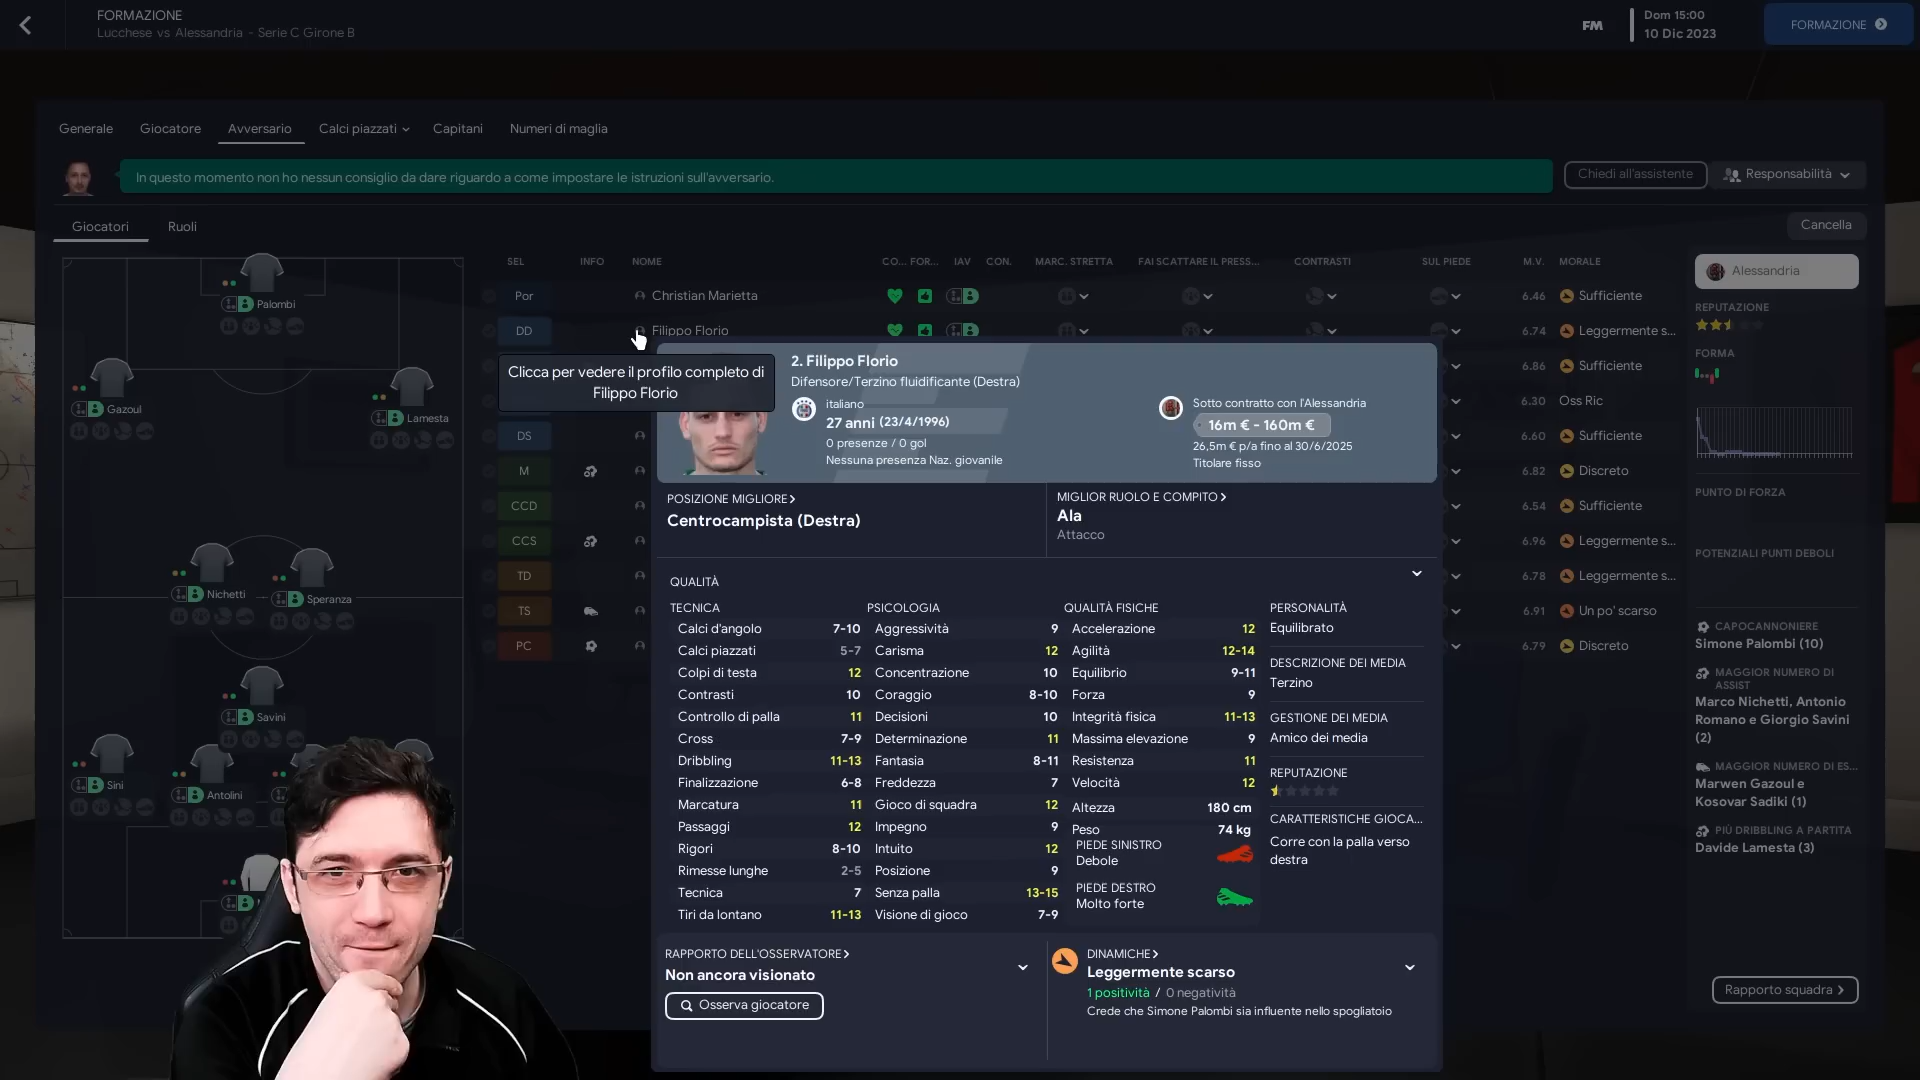 FORMAZIONE
Lucchese vs Alessandria - Serie C Girone B
FM
Dom 15:00
10 Dic 2023
FORMAZIONE
Generale
Giocatore
Avversario
Calci piazzati
Capitani
Numeri di maglia
In questo momento non ho nessun consiglio da dare riguardo a come impostare le istruzioni sull'avversario.
Chiedi all'assistente
Responsabilità
Giocatori
Ruoli
Cancella
Palombi
Gazoul
Lamesta
Nichetti
Speranza
Savini
Sini
Antolini
SEL INFO NOME CO... FOR... IAV CON. MARC. STRETTA FAI SCATTARE IL PRESS... CONTRASTI SUL PIEDE M.V. MORALE
Por Christian Marietta 6.46 Sufficiente
DD Filippo Florio 6.74 Leggermente s...
6.86 Sufficiente
6.30 Oss Ric
DS 6.60 Sufficiente
M 6.82 Discreto
CCD 6.54 Sufficiente
CCS 6.96 Leggermente s...
TD 6.78 Leggermente s...
TS 6.91 Un po' scarso
PC 6.79 Discreto
Clicca per vedere il profilo completo di
Filippo Florio
2. Filippo Florio
Difensore/Terzino fluidificante (Destra)
italiano
27 anni (23/4/1996)
0 presenze / 0 gol
Nessuna presenza Naz. giovanile
Sotto contratto con l'Alessandria
16m € - 160m €
26,5m € p/a fino al 30/6/2025
Titolare fisso
POSIZIONE MIGLIORE
Centrocampista (Destra)
MIGLIOR RUOLO E COMPITO
Ala
Attacco
QUALITÀ
TECNICA
Calci d'angolo 7-10
Calci piazzati 5-7
Colpi di testa 12
Contrasti 10
Controllo di palla 11
Cross 7-9
Dribbling 11-13
Finalizzazione 6-8
Marcatura 11
Passaggi 12
Rigori 8-10
Rimesse lunghe 2-5
Tecnica 7
Tiri da lontano 11-13
PSICOLOGIA
Aggressività 9
Carisma 12
Concentrazione 10
Coraggio 8-10
Decisioni 10
Determinazione 11
Fantasia 8-11
Freddezza 7
Gioco di squadra 12
Impegno 9
Intuito 12
Posizione 9
Senza palla 13-15
Visione di gioco 7-9
QUALITÀ FISICHE
Accelerazione 12
Agilità 12-14
Equilibrio 9-11
Forza 9
Integrità fisica 11-13
Massima elevazione 9
Resistenza 11
Velocità 12
Altezza 180 cm
Peso 74 kg
PIEDE SINISTRO
Debole
PIEDE DESTRO
Molto forte
PERSONALITÀ
Equilibrato
DESCRIZIONE DEI MEDIA
Terzino
GESTIONE DEI MEDIA
Amico dei media
REPUTAZIONE
CARATTERISTICHE GIOCA...
Corre con la palla verso
destra
RAPPORTO DELL'OSSERVATORE
Non ancora visionato
Osserva giocatore
DINAMICHE
Leggermente scarso
1 positività / 0 negatività
Crede che Simone Palombi sia influente nello spogliatoio
Alessandria
REPUTAZIONE
FORMA
PUNTO DI FORZA
POTENZIALI PUNTI DEBOLI
CAPOCANNONIERE
Simone Palombi (10)
MAGGIOR NUMERO DI
ASSIST
Marco Nichetti, Antonio
Romano e Giorgio Savini
(2)
MAGGIOR NUMERO DI ES...
Marwen Gazoul e
Kosovar Sadiki (1)
PIÙ DRIBBLING A PARTITA
Davide Lamesta (3)
Rapporto squadra